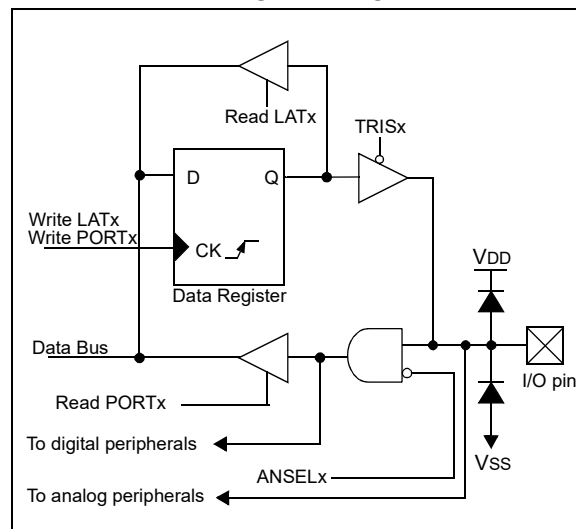 Read LATx
TRISx
D Q
Write LATx
Write PORTx
CK
Data Register
VDD
Data Bus
I/O pin
Read PORTx
To digital peripherals
VSS
ANSELx
To analog peripherals